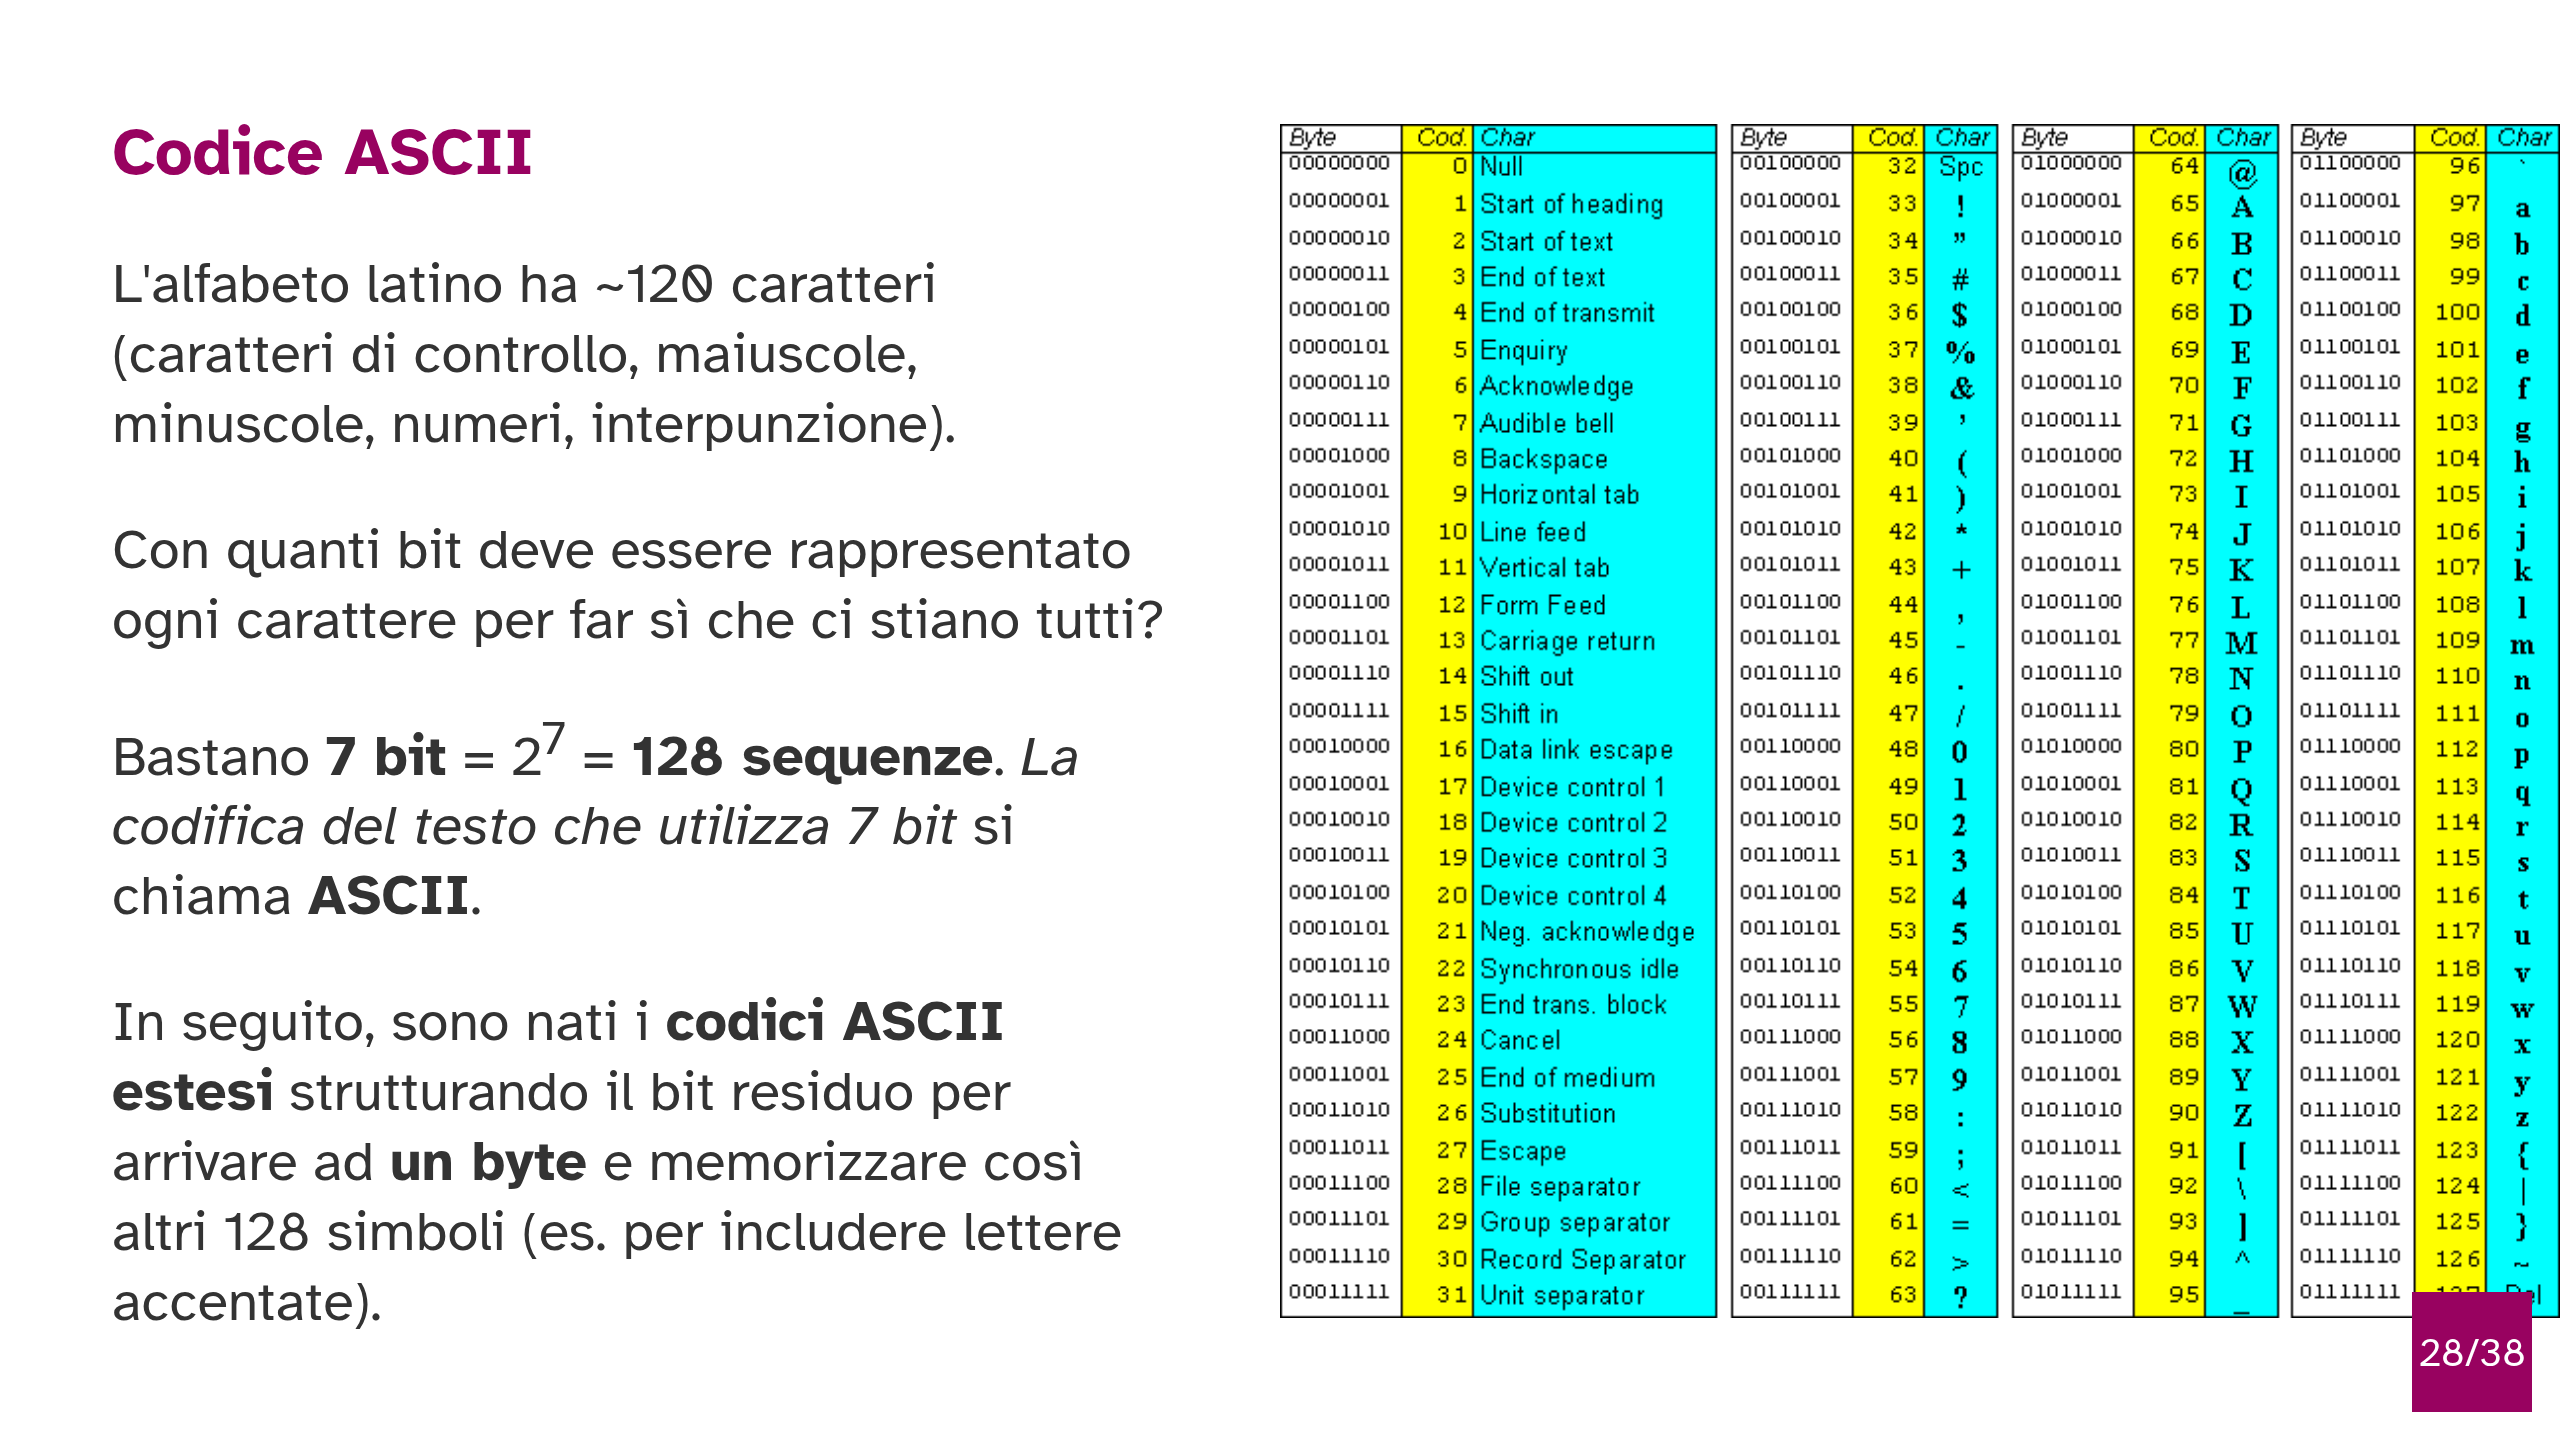 Codice ASCII
L'alfabeto latino ha ~120 caratteri
(caratteri di controllo, maiuscole,
minuscole, numeri, interpunzione).
Con quanti bit deve essere rappresentato
ogni carattere per far sì che ci stiano tutti?
Bastano 7 bit = 2⁷ = 128 sequenze. La
codifica del testo che utilizza 7 bit si
chiama ASCII.
In seguito, sono nati i codici ASCII
estesi strutturando il bit residuo per
arrivare ad un byte e memorizzare così
altri 128 simboli (es. per includere lettere
accentate).
Byte Cod. Char Byte Cod. Char Byte Cod. Char Byte Cod. Char
00000000 0 Null 00100000 32 Spc 01000000 64 @ 01100000 96 `
00000001 1 Start of heading 00100001 33 ! 01000001 65 A 01100001 97 a
00000010 2 Start of text 00100010 34 ” 01000010 66 B 01100010 98 b
00000011 3 End of text 00100011 35 # 01000011 67 C 01100011 99 c
00000100 4 End of transmit 00100100 36 $ 01000100 68 D 01100100 100 d
00000101 5 Enquiry 00100101 37 % 01000101 69 E 01100101 101 e
00000110 6 Acknowledge 00100110 38 & 01000110 70 F 01100110 102 f
00000111 7 Audible bell 00100111 39 ’ 01000111 71 G 01100111 103 g
00001000 8 Backspace 00101000 40 ( 01001000 72 H 01101000 104 h
00001001 9 Horizontal tab 00101001 41 ) 01001001 73 I 01101001 105 i
00001010 10 Line feed 00101010 42 * 01001010 74 J 01101010 106 j
00001011 11 Vertical tab 00101011 43 + 01001011 75 K 01101011 107 k
00001100 12 Form Feed 00101100 44 , 01001100 76 L 01101100 108 l
00001101 13 Carriage return 00101101 45 - 01001101 77 M 01101101 109 m
00001110 14 Shift out 00101110 46 . 01001110 78 N 01101110 110 n
00001111 15 Shift in 00101111 47 / 01001111 79 O 01101111 111 o
00010000 16 Data link escape 00110000 48 0 01010000 80 P 01110000 112 p
00010001 17 Device control 1 00110001 49 1 01010001 81 Q 01110001 113 q
00010010 18 Device control 2 00110010 50 2 01010010 82 R 01110010 114 r
00010011 19 Device control 3 00110011 51 3 01010011 83 S 01110011 115 s
00010100 20 Device control 4 00110100 52 4 01010100 84 T 01110100 116 t
00010101 21 Neg. acknowledge 00110101 53 5 01010101 85 U 01110101 117 u
00010110 22 Synchronous idle 00110110 54 6 01010110 86 V 01110110 118 v
00010111 23 End trans. block 00110111 55 7 01010111 87 W 01110111 119 w
00011000 24 Cancel 00111000 56 8 01011000 88 X 01111000 120 x
00011001 25 End of medium 00111001 57 9 01011001 89 Y 01111001 121 y
00011010 26 Substitution 00111010 58 : 01011010 90 Z 01111010 122 z
00011011 27 Escape 00111011 59 ; 01011011 91 [ 01111011 123 {
00011100 28 File separator 00111100 60 < 01011100 92 \ 01111100 124 |
00011101 29 Group separator 00111101 61 = 01011101 93 ] 01111101 125 }
00011110 30 Record Separator 00111110 62 > 01011110 94 ^ 01111110 126 ~
00011111 31 Unit separator 00111111 63 ? 01011111 95 _ 01111111
28/38